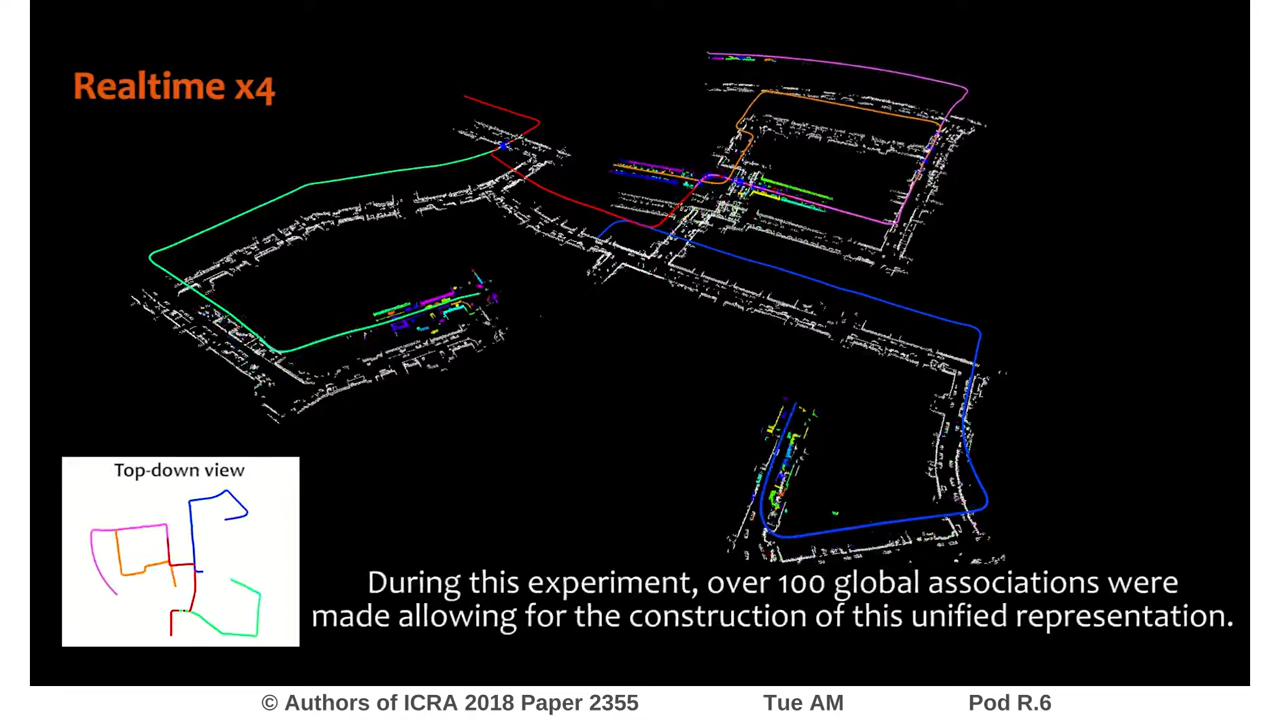 Realtime x4
Top-down view
During this experiment, over 100 global associations were
made allowing for the construction of this unified representation.
© Authors of ICRA 2018 Paper 2355 Tue AM Pod R.6